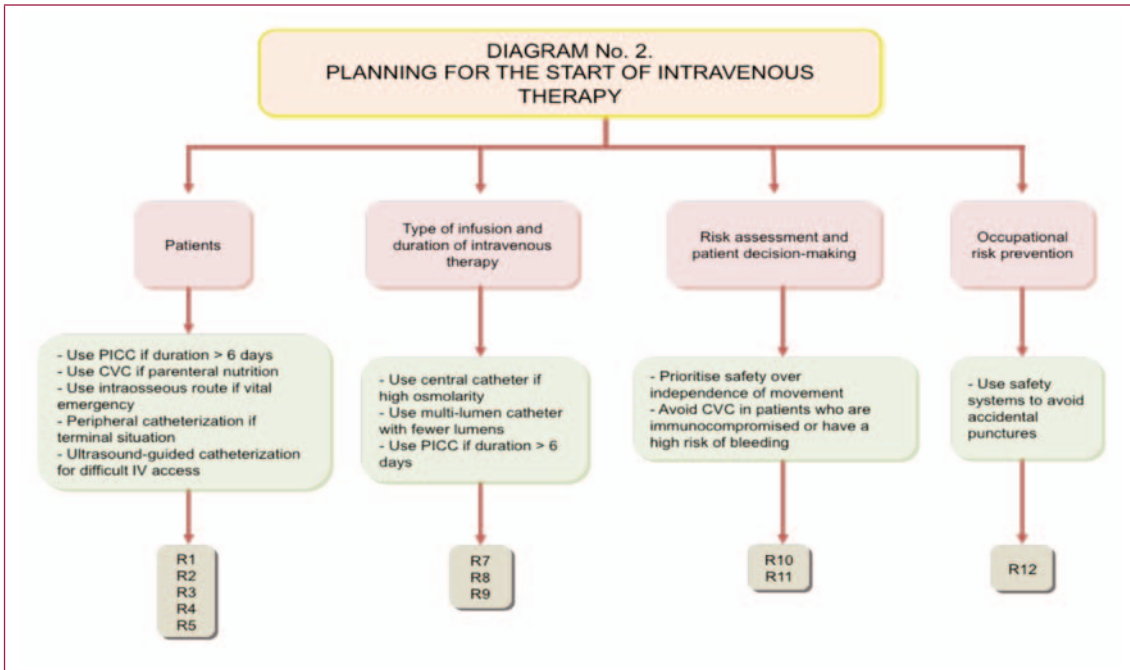 DIAGRAM No. 2.
PLANNING FOR THE START OF INTRAVENOUS
THERAPY
Patients
Type of infusion and
duration of intravenous
therapy
Risk assessment and
patient decision-making
Occupational
risk prevention
- Use PICC if duration > 6 days
- Use CVC if parenteral nutrition
- Use intraosseous route if vital
emergency
- Peripheral catheterization if
terminal situation
- Ultrasound-guided catheterization
for difficult IV access
- Use central catheter if
high osmolarity
- Use multi-lumen catheter
with fewer lumens
- Use PICC if duration > 6
days
- Prioritise safety over
independence of movement
- Avoid CVC in patients who are
immunocompromised or have a
high risk of bleeding
- Use safety
systems to avoid
accidental
punctures
R1
R2
R3
R4
R5
R7
R8
R9
R10
R11
R12